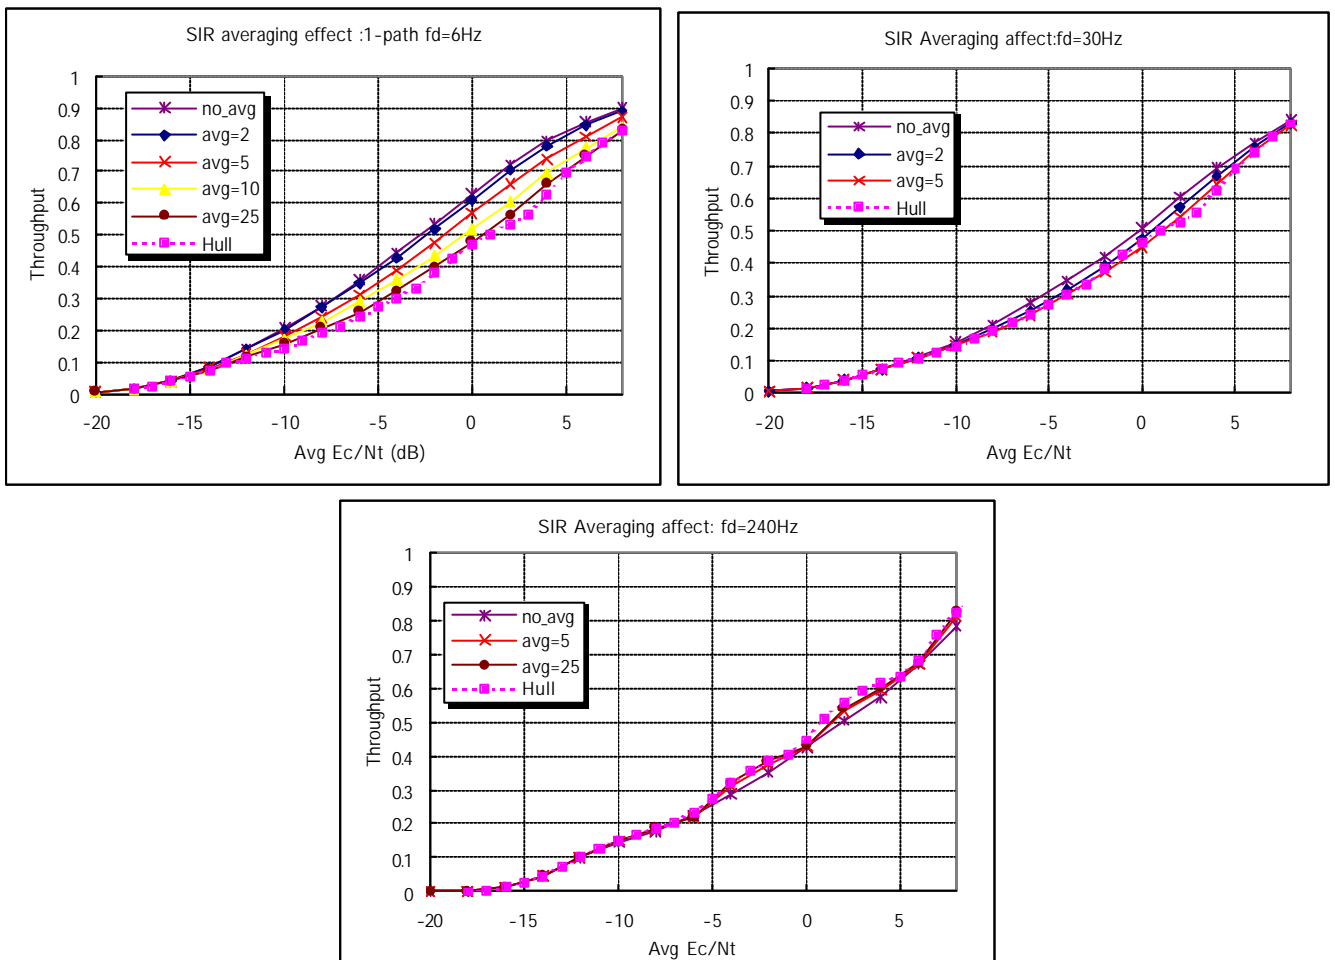 SIR averaging effect :1-path fd=6Hz
1
0.9
0.8
0.7
0.6
0.5
0.4
0.3
0.2
0.1
0
Throughput
no_avg
avg=2
avg=5
avg=10
avg=25
Hull
-20 -15 -10 -5 0 5
Avg Ec/Nt (dB)
SIR Averaging affect:fd=30Hz
1
0.9
0.8
0.7
0.6
0.5
0.4
0.3
0.2
0.1
0
Throughput
no_avg
avg=2
avg=5
Hull
-20 -15 -10 -5 0 5
Avg Ec/Nt
SIR Averaging affect: fd=240Hz
1
0.9
0.8
0.7
0.6
0.5
0.4
0.3
0.2
0.1
0
Throughput
no_avg
avg=5
avg=25
Hull
-20 -15 -10 -5 0 5
Avg Ec/Nt